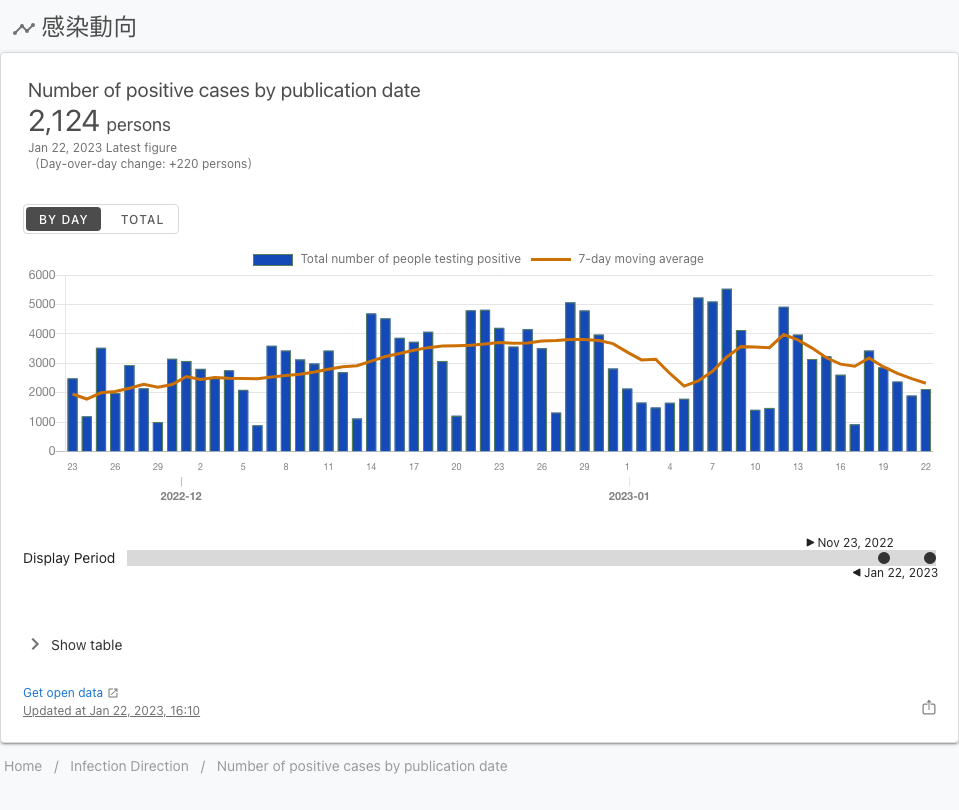 感染動向
Number of positive cases by publication date
2,124 persons
Jan 22, 2023 Latest figure
(Day-over-day change: +220 persons)
BY DAY TOTAL
Total number of people testing positive 7-day moving average
6000
5000
4000
3000
2000
1000
0
23 26 29 2 5 8 11 14 17 20 23 26 29 1 4 7 10 13 16 19 22
2022-12 2023-01
Nov 23, 2022
Display Period
Jan 22, 2023
Show table
Get open data
Updated at Jan 22, 2023, 16:10
Home / Infection Direction / Number of positive cases by publication date